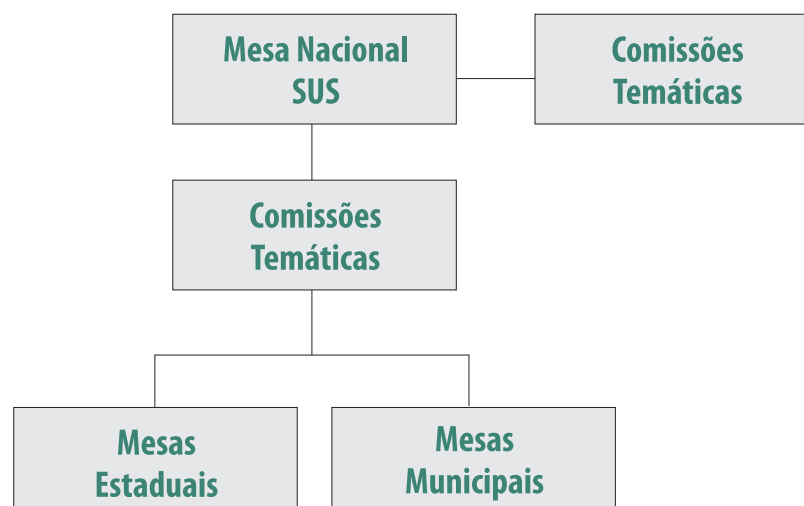 Mesa Nacional
SUS
Comissões
Temáticas
Comissões
Temáticas
Mesas
Estaduais
Mesas
Municipais